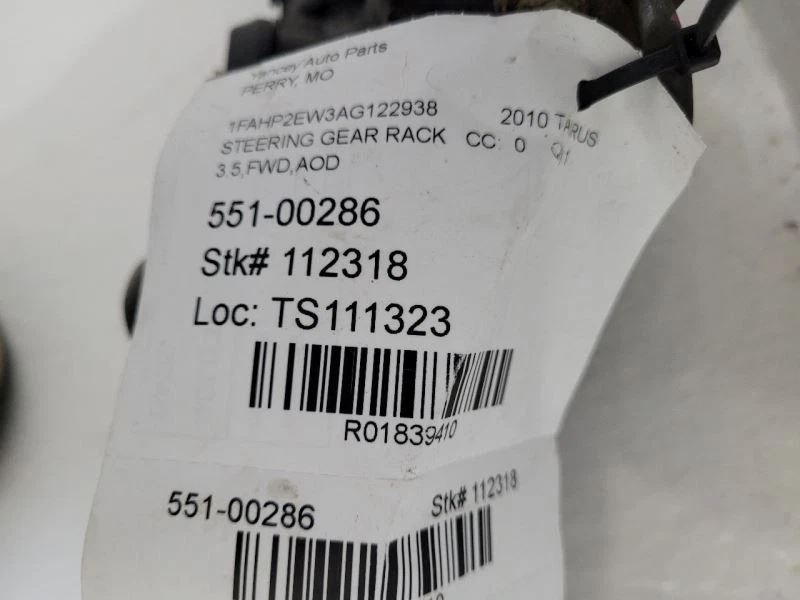 Yancey Auto Parts
PERRY, MO
1FAHP2EW3AG122938 2010 TARUS
STEERING GEAR RACK CC: 0
3.5,FWD,AOD
551-00286
Stk# 112318
Loc: TS111323
R01839410
551-00286 Stk# 112318